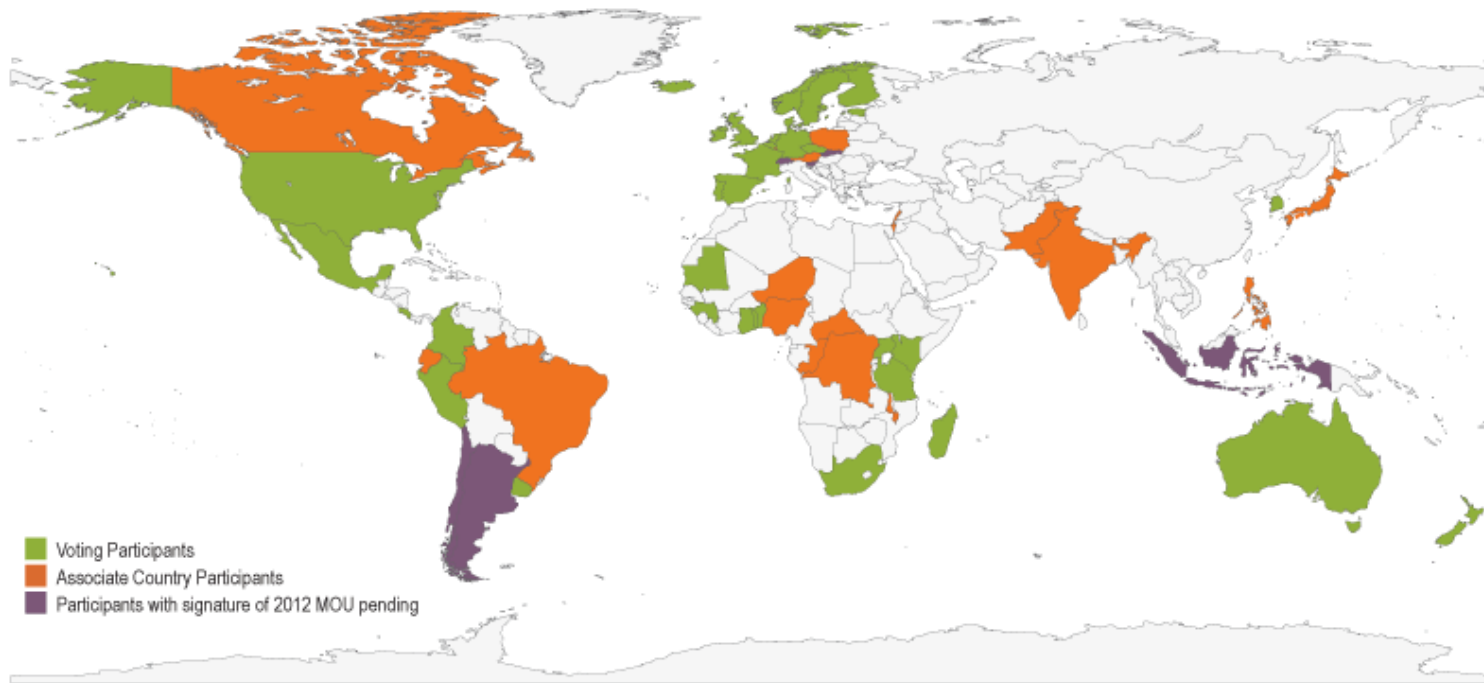 Voting Participants
Associate Country Participants
Participants with signature of 2012 MOU pending